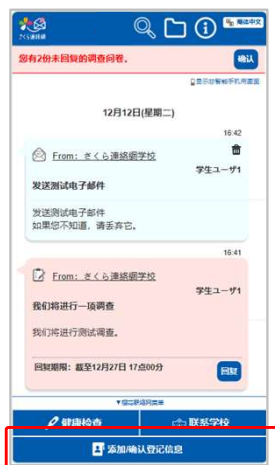 さくら連絡網
简体中文
您有2份未回复的调查问卷。
确认
显示出智能手机用画面
12月12日(星期二)
16:42
From: さくら連絡網学校
学生ユーザ1
发送测试电子邮件
发送测试电子邮件
如果您不知道，请丢弃它。
16:41
From: さくら連絡網学校
学生ユーザ1
我们将进行一项调查
我们将进行测试调查。
回复期限: 截至12月27日 17点00分
回复
健康检查
联系学校
添加/确认登记信息